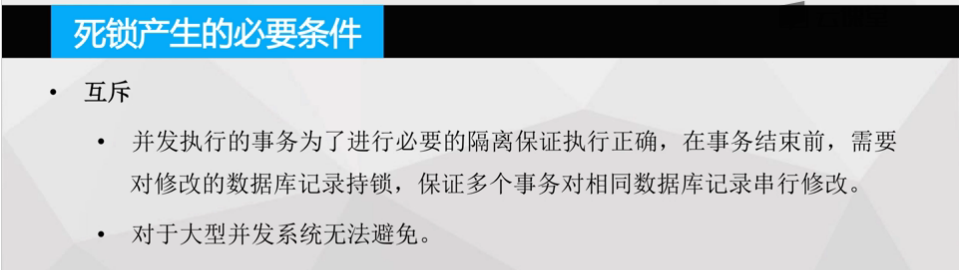 死锁产生的必要条件
• 互斥
• 并发执行的事务为了进行必要的隔离保证执行正确，在事务结束前，需要
对修改的数据库记录持锁，保证多个事务对相同数据库记录串行修改。
• 对于大型并发系统无法避免。